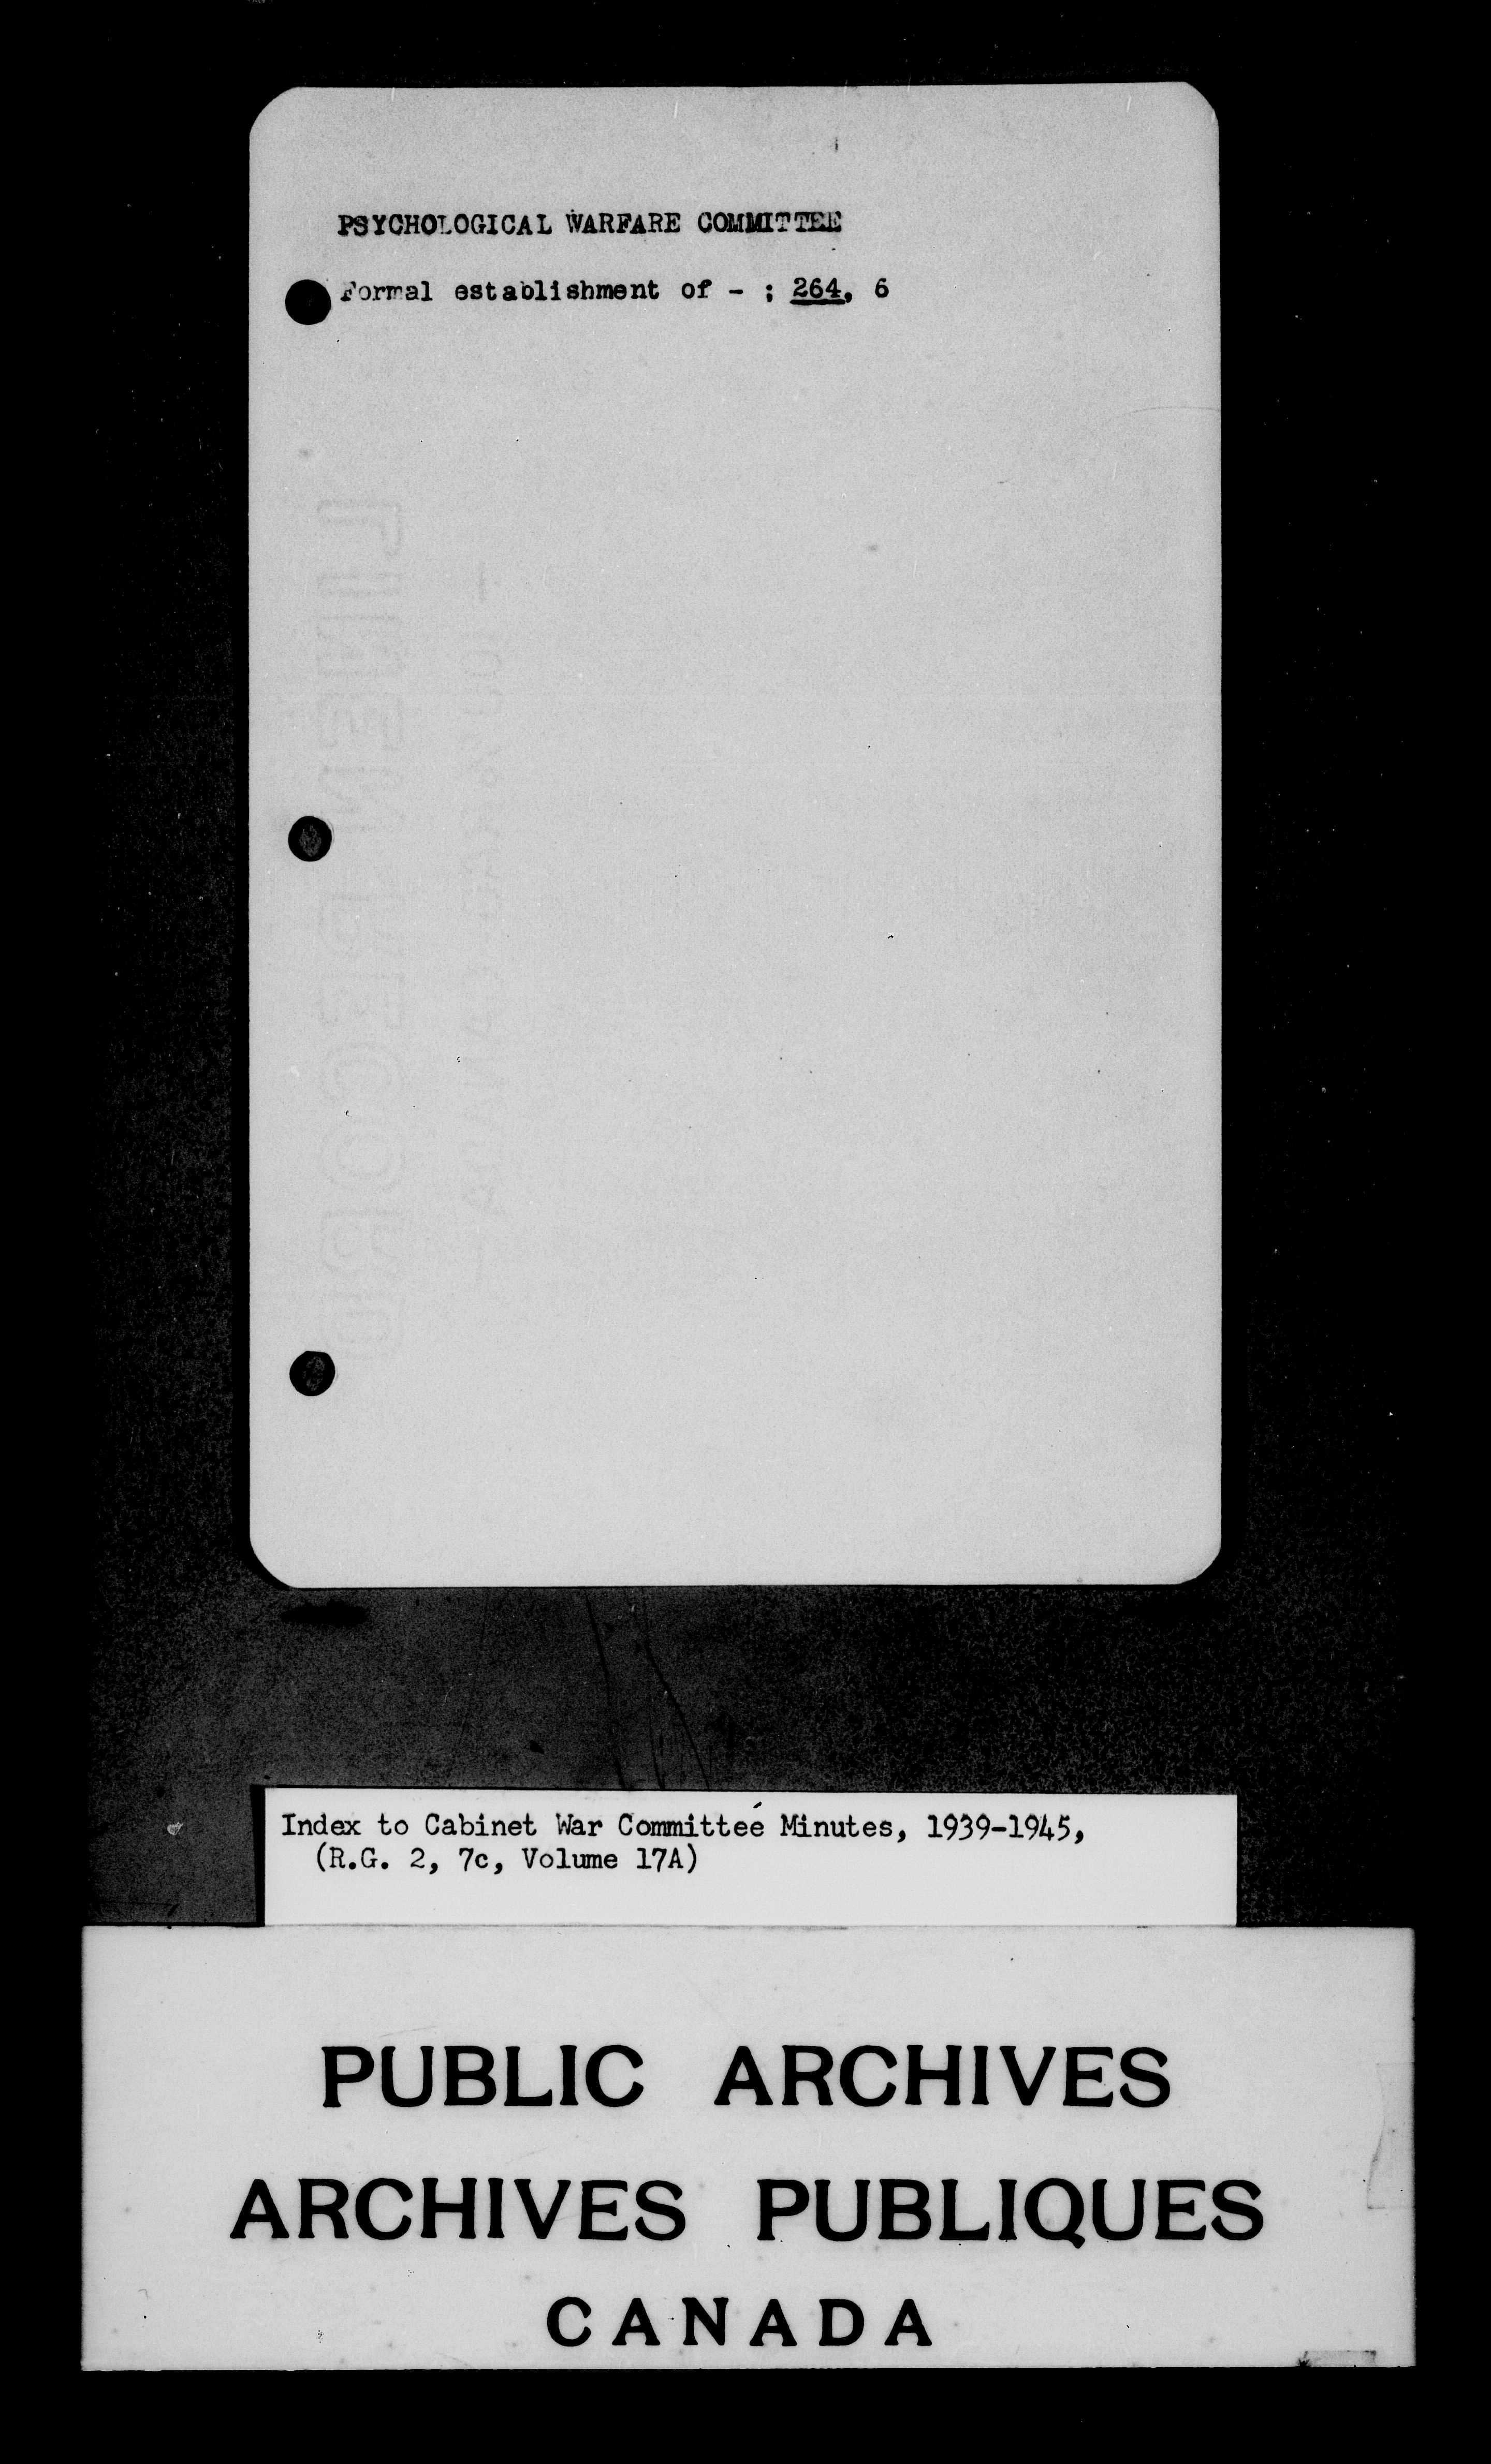 PSYCHOLOGICAL WARFARE COMMITTEE
Formal establishment of - ; 264, 6
Index to Cabinet War Committee Minutes, 1939-1945,
(R.G. 2, 7c, Volume 17A)
PUBLIC ARCHIVES
ARCHIVES PUBLIQUES
CANADA